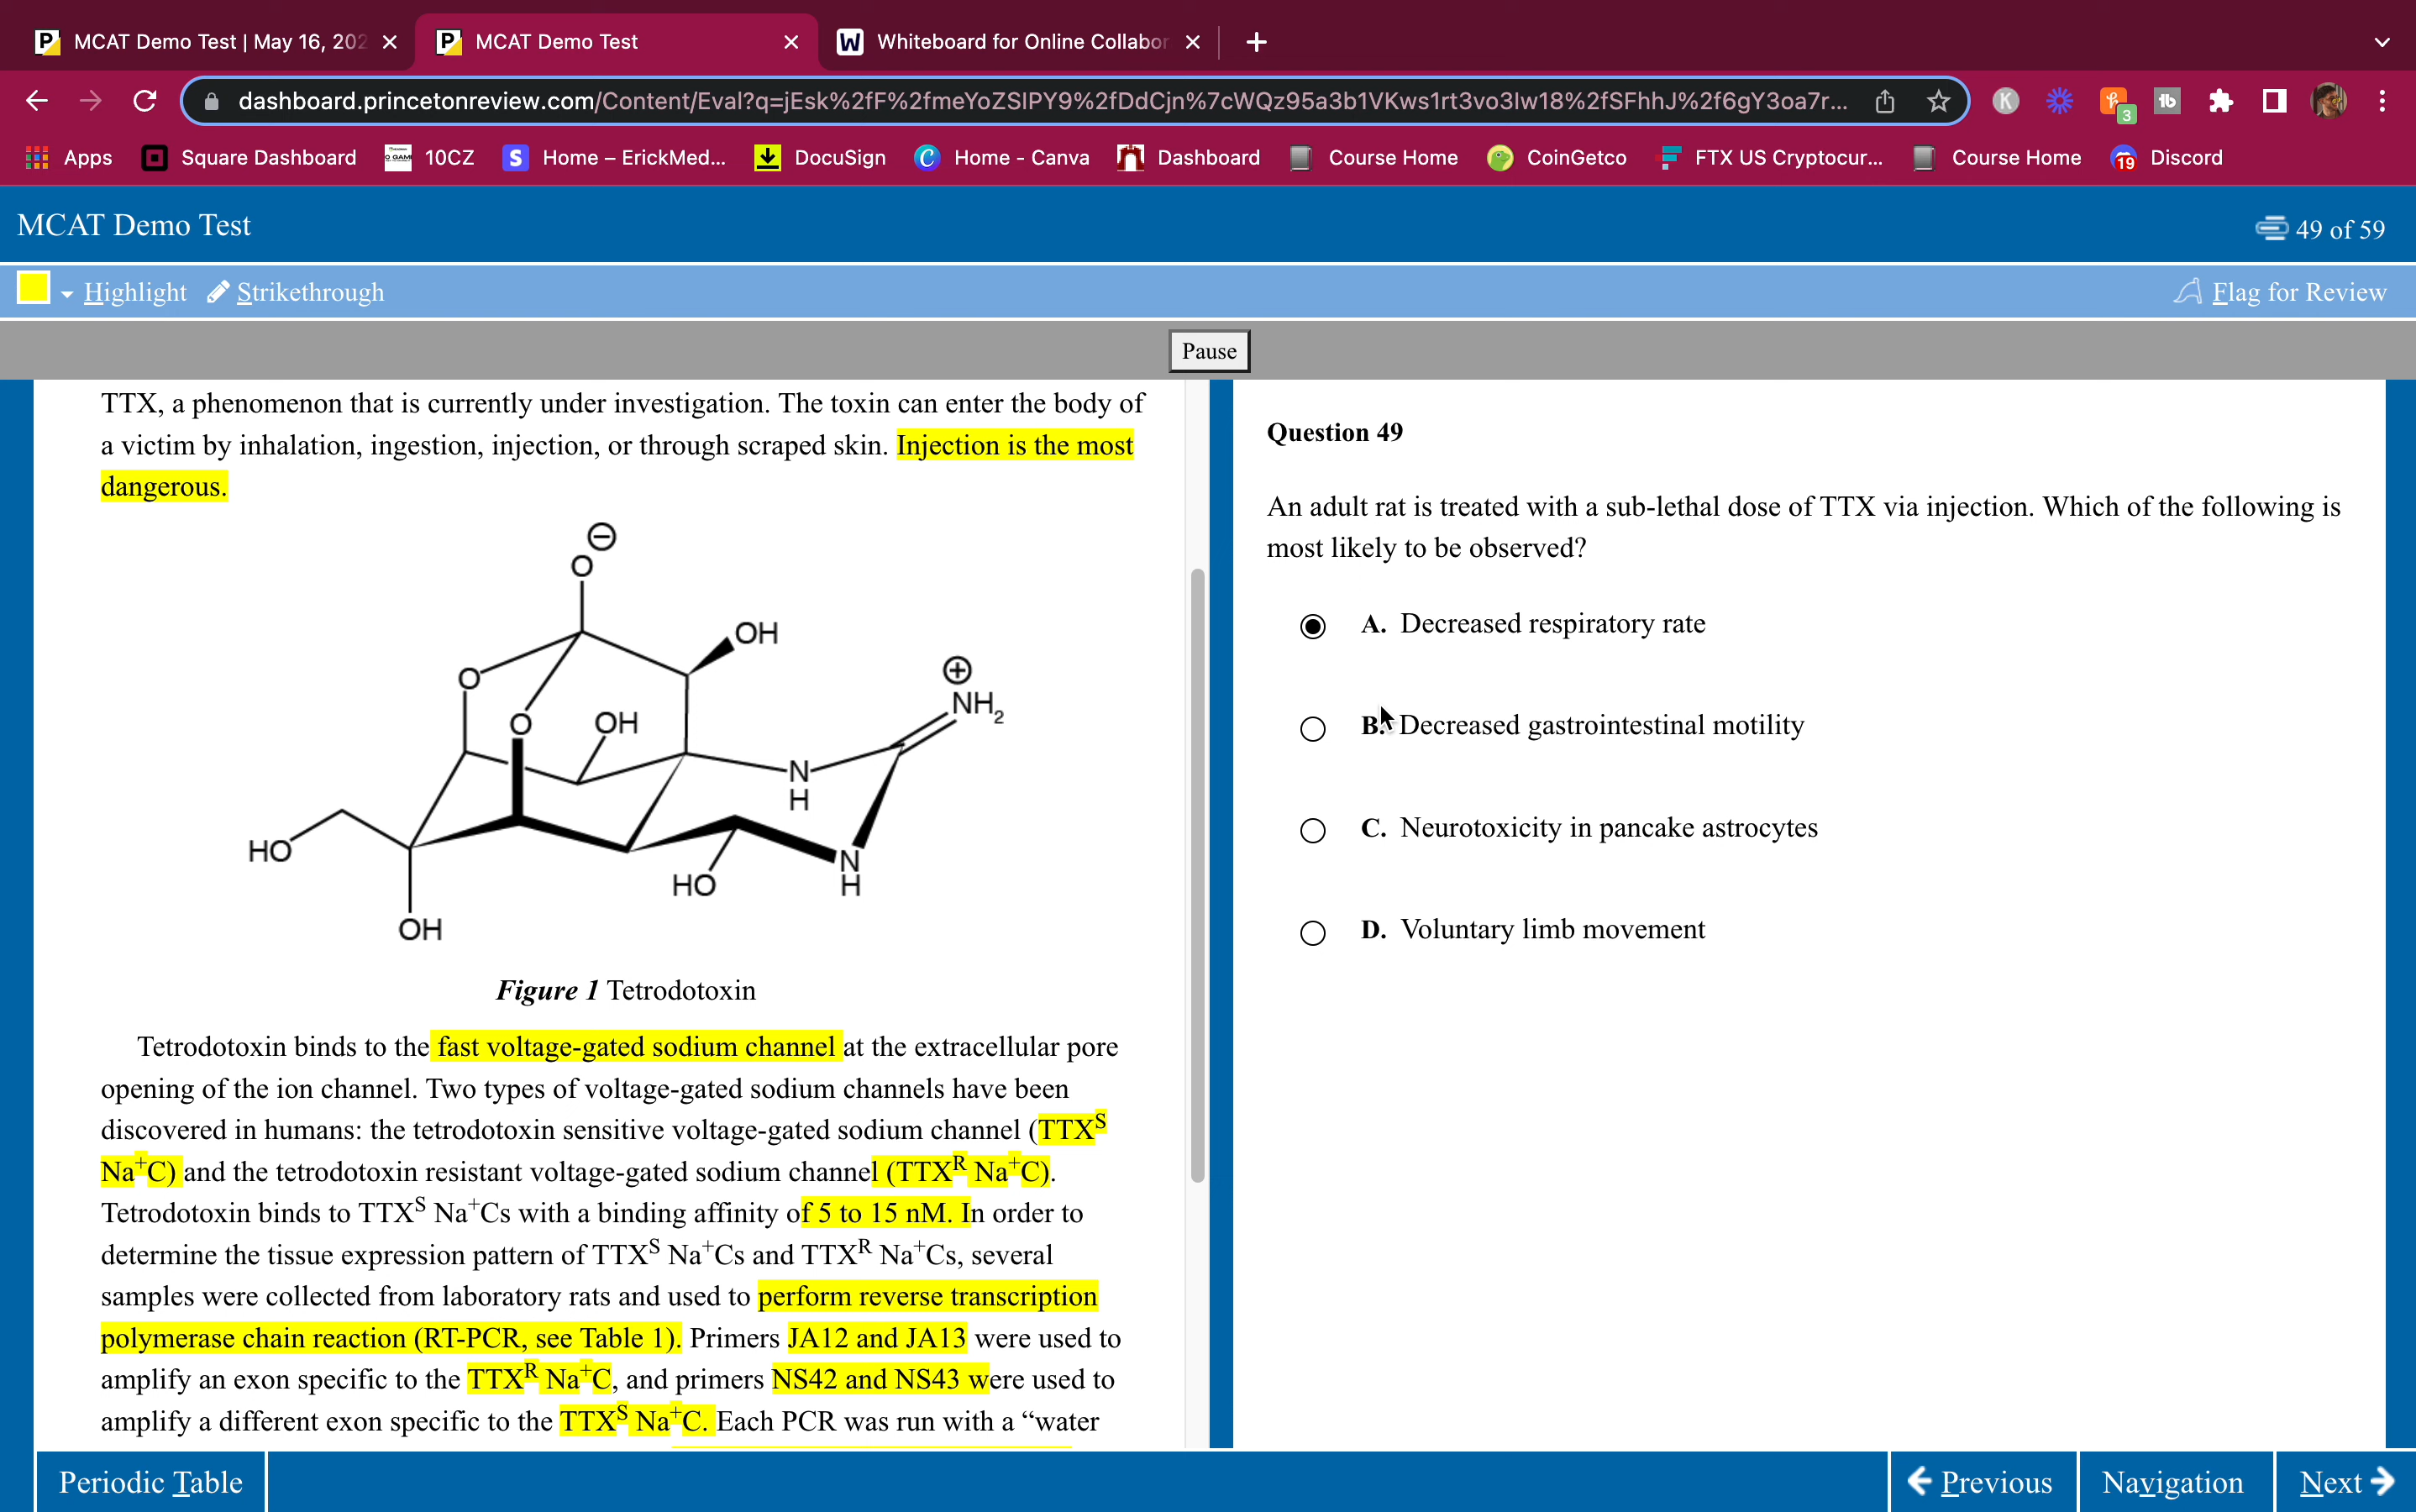 MCAT Demo Test | May 16, 202
MCAT Demo Test
Whiteboard for Online Collabor
dashboard.princetonreview.com/Content/Eval?q=jEsk%2fF%2fmeYoZSIPY9%2fDdCjn%7cWQz95a3b1VKws1rt3vo3lw18%2fSFhhJ%2f6gY3oa7r...
K
3
Apps
Square Dashboard
10CZ
Home – ErickMed...
DocuSign
Home - Canva
Dashboard
Course Home
CoinGetco
FTX US Cryptocur...
Course Home
19
Discord
MCAT Demo Test
49 of 59
Highlight
Strikethrough
Flag for Review
Pause
TTX, a phenomenon that is currently under investigation. The toxin can enter the body of
a victim by inhalation, ingestion, injection, or through scraped skin. Injection is the most
dangerous.
O
OH
O
NH2
O
OH
N
H
HO
N
H
HO
OH
Figure 1 Tetrodotoxin
Tetrodotoxin binds to the fast voltage-gated sodium channel at the extracellular pore
opening of the ion channel. Two types of voltage-gated sodium channels have been
discovered in humans: the tetrodotoxin sensitive voltage-gated sodium channel (TTXS
Na+C) and the tetrodotoxin resistant voltage-gated sodium channel (TTXR Na+C).
Tetrodotoxin binds to TTXS Na+Cs with a binding affinity of 5 to 15 nM. In order to
determine the tissue expression pattern of TTXS Na+Cs and TTXR Na+Cs, several
samples were collected from laboratory rats and used to perform reverse transcription
polymerase chain reaction (RT-PCR, see Table 1). Primers JA12 and JA13 were used to
amplify an exon specific to the TTXR Na+C, and primers NS42 and NS43 were used to
amplify a different exon specific to the TTXS Na+C. Each PCR was run with a “water
Question 49
An adult rat is treated with a sub-lethal dose of TTX via injection. Which of the following is
most likely to be observed?
A. Decreased respiratory rate
B. Decreased gastrointestinal motility
C. Neurotoxicity in pancake astrocytes
D. Voluntary limb movement
Periodic Table
Previous
Navigation
Next